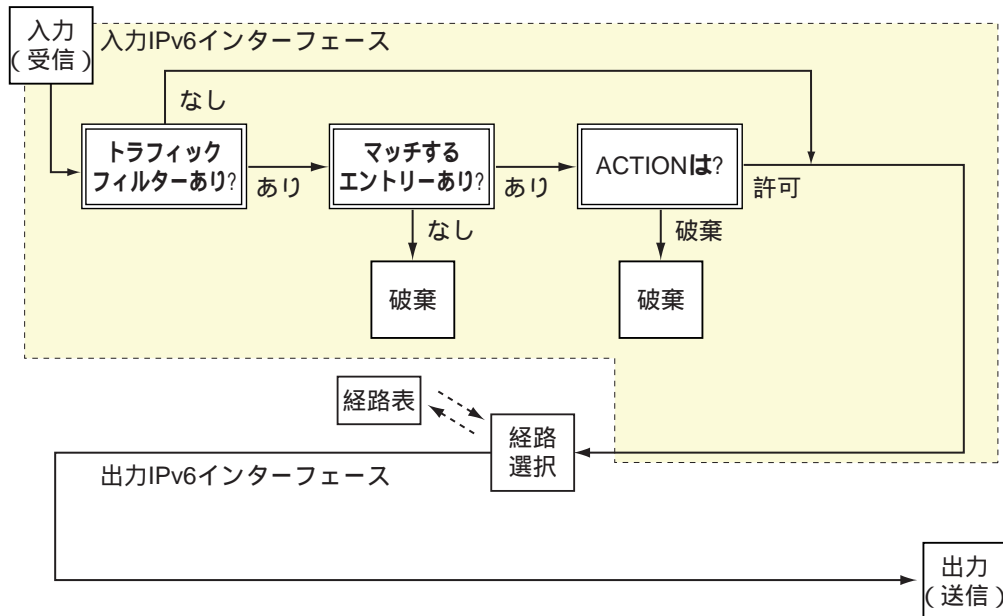 入力
(受信)
入力IPv6インターフェース
なし
トラフィック
フィルターあり?
あり
マッチする
エントリーあり?
あり
ACTIONは?
許可
なし
破棄
破棄
破棄
経路表
経路
選択
出力IPv6インターフェース
出力
(送信)